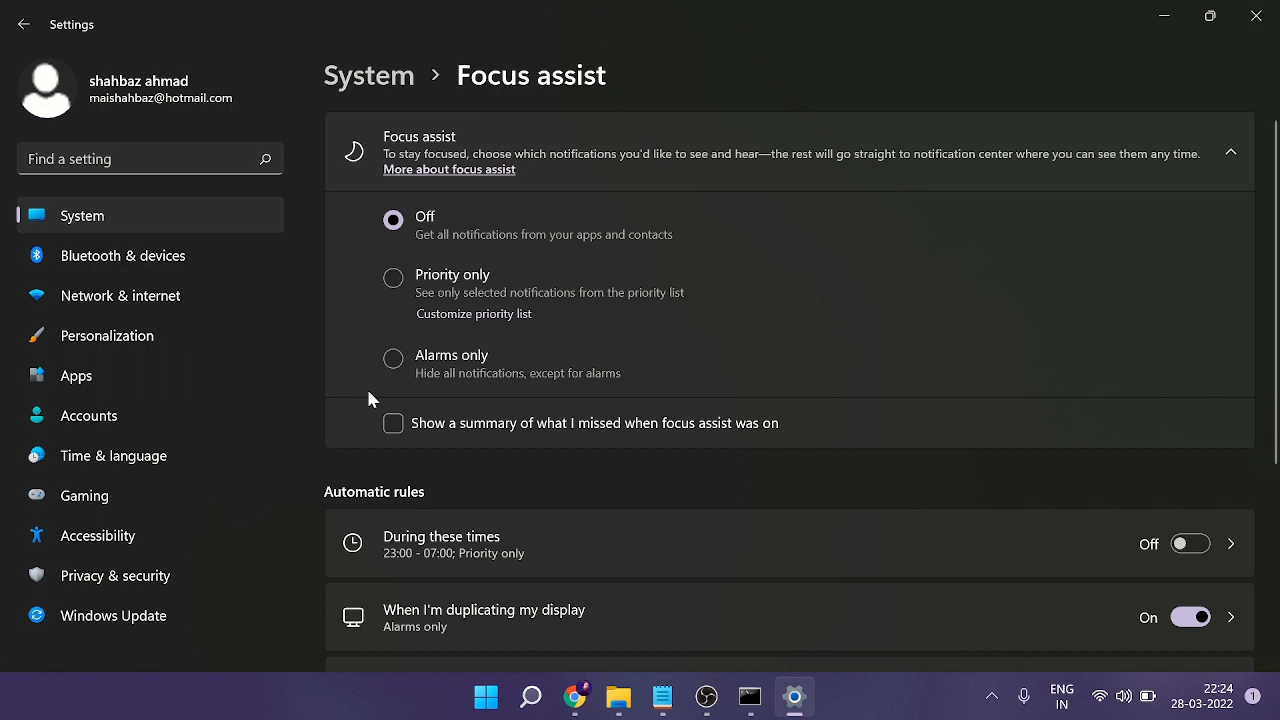 Settings
shahbaz ahmad
maishahbaz@hotmail.com
Find a setting
System
Bluetooth & devices
Network & internet
Personalization
Apps
Accounts
Time & language
Gaming
Accessibility
Privacy & security
Windows Update
System > Focus assist
Focus assist
To stay focused, choose which notifications you'd like to see and hear—the rest will go straight to notification center where you can see them any time.
More about focus assist
Off
Get all notifications from your apps and contacts
Priority only
See only selected notifications from the priority list
Customize priority list
Alarms only
Hide all notifications, except for alarms
Show a summary of what I missed when focus assist was on
Automatic rules
During these times
23:00 - 07:00; Priority only
Off
When I'm duplicating my display
Alarms only
On
ENG
IN
22:24
28-03-2022
1